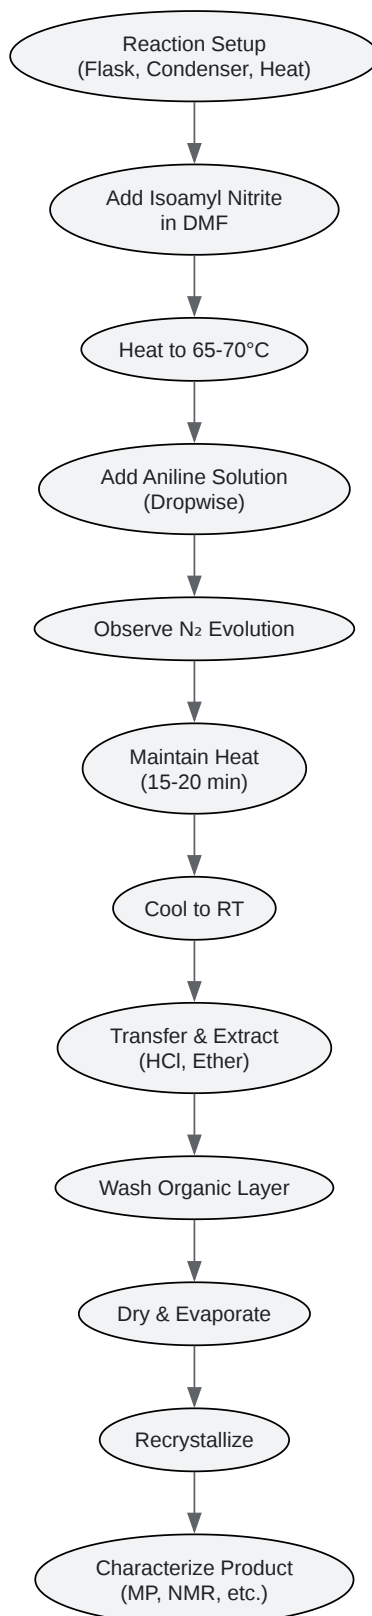 Reaction Setup
(Flask, Condenser, Heat)
Add Isoamyl Nitrite
in DMF
Heat to 65-70°C
Add Aniline Solution
(Dropwise)
Observe N₂ Evolution
Maintain Heat
(15-20 min)
Cool to RT
Transfer & Extract
(HCl, Ether)
Wash Organic Layer
Dry & Evaporate
Recrystallize
Characterize Product
(MP, NMR, etc.)